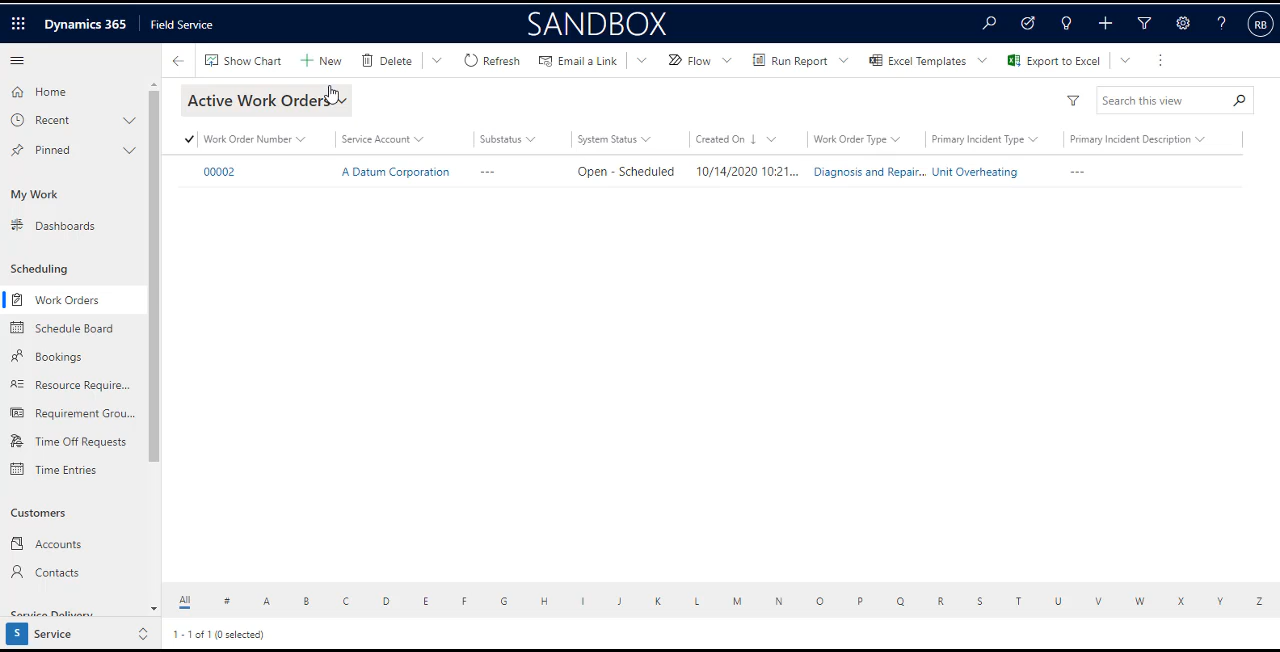 Dynamics 365 Field Service SANDBOX RB
Show Chart New Delete Refresh Email a Link Flow Run Report Excel Templates Export to Excel
Home
Recent
Pinned
My Work
Dashboards
Scheduling
Work Orders
Schedule Board
Bookings
Resource Require...
Requirement Grou...
Time Off Requests
Time Entries
Customers
Accounts
Contacts
Service Delivery
S Service
Active Work Orders
Search this view
Work Order Number Service Account Substatus System Status Created On ↓ Work Order Type Primary Incident Type Primary Incident Description
00002 A Datum Corporation --- Open - Scheduled 10/14/2020 10:21... Diagnosis and Repair... Unit Overheating ---
All # A B C D E F G H I J K L M N O P Q R S T U V W X Y Z
1 - 1 of 1 (0 selected)